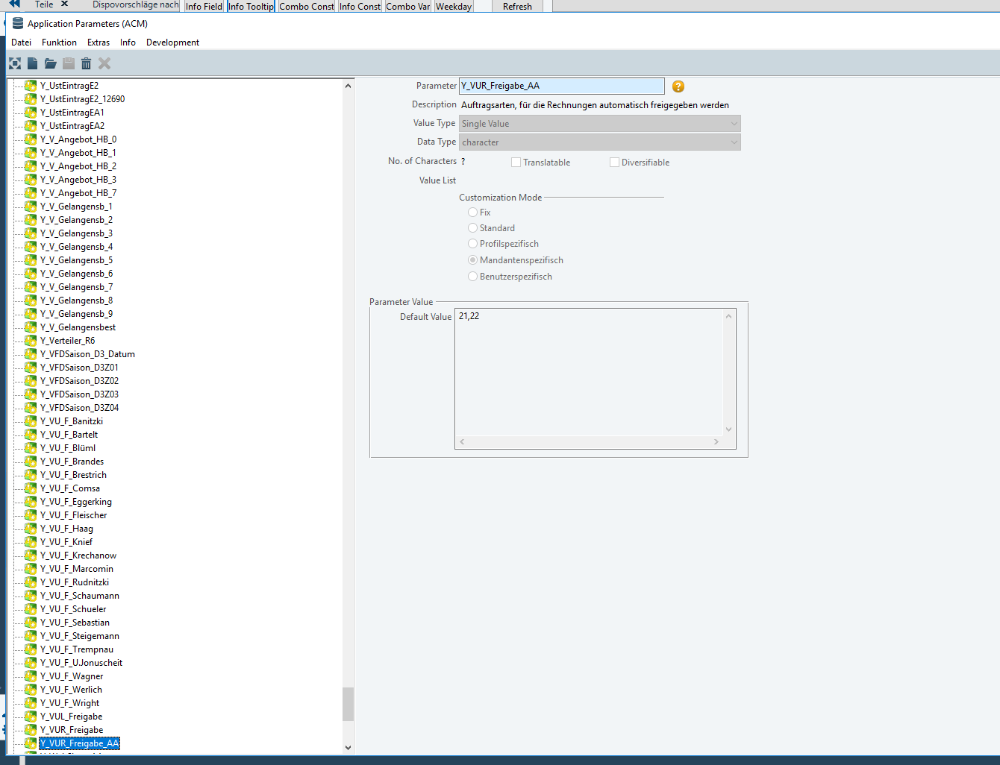 Teile
Dispovorschläge nach
Info Field
Info Tooltip
Combo Const
Info Const
Combo Var
Weekday
Refresh
Application Parameters (ACM)
Datei Funktion Extras Info Development
Y_UstEintragE2
Y_UstEintragE2_12690
Y_UstEintragEA1
Y_UstEintragEA2
Y_V_Angebot_HB_0
Y_V_Angebot_HB_1
Y_V_Angebot_HB_2
Y_V_Angebot_HB_3
Y_V_Angebot_HB_7
Y_V_Gelangensb_1
Y_V_Gelangensb_2
Y_V_Gelangensb_3
Y_V_Gelangensb_4
Y_V_Gelangensb_5
Y_V_Gelangensb_6
Y_V_Gelangensb_7
Y_V_Gelangensb_8
Y_V_Gelangensb_9
Y_V_Gelangensbest
Y_Verteiler_R6
Y_VFDSaison_D3_Datum
Y_VFDSaison_D3Z01
Y_VFDSaison_D3Z02
Y_VFDSaison_D3Z03
Y_VFDSaison_D3Z04
Y_VU_F_Banitzki
Y_VU_F_Bartelt
Y_VU_F_Blüml
Y_VU_F_Brandes
Y_VU_F_Brestrich
Y_VU_F_Comsa
Y_VU_F_Eggerking
Y_VU_F_Fleischer
Y_VU_F_Haag
Y_VU_F_Knief
Y_VU_F_Krechanow
Y_VU_F_Marcomin
Y_VU_F_Rudnitzki
Y_VU_F_Schaumann
Y_VU_F_Schueler
Y_VU_F_Sebastian
Y_VU_F_Steigemann
Y_VU_F_Trempnau
Y_VU_F_U.Jonuscheit
Y_VU_F_Wagner
Y_VU_F_Werlich
Y_VU_F_Wright
Y_VUL_Freigabe
Y_VUR_Freigabe
Y_VUR_Freigabe_AA
Parameter Y_VUR_Freigabe_AA ?
Description Auftragsarten, für die Rechnungen automatisch freigegeben werden
Value Type Single Value
Data Type character
No. of Characters ? Translatable Diversifiable
Value List
Customization Mode
Fix
Standard
Profilspezifisch
Mandantenspezifisch
Benutzerspezifisch
Parameter Value
Default Value 21,22